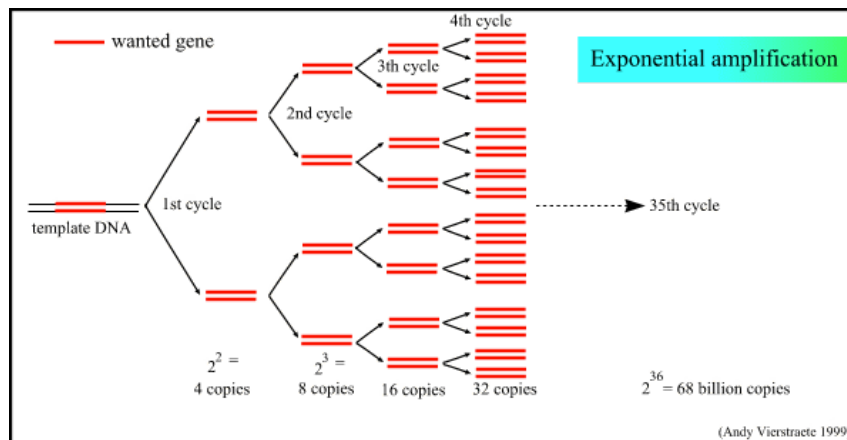 4th cycle
wanted gene
Exponential amplification
3th cycle
2nd cycle
1st cycle
35th cycle
template DNA
2^2 =
4 copies
2^3 =
8 copies
16 copies
32 copies
2^36 = 68 billion copies
(Andy Vierstraete 1999